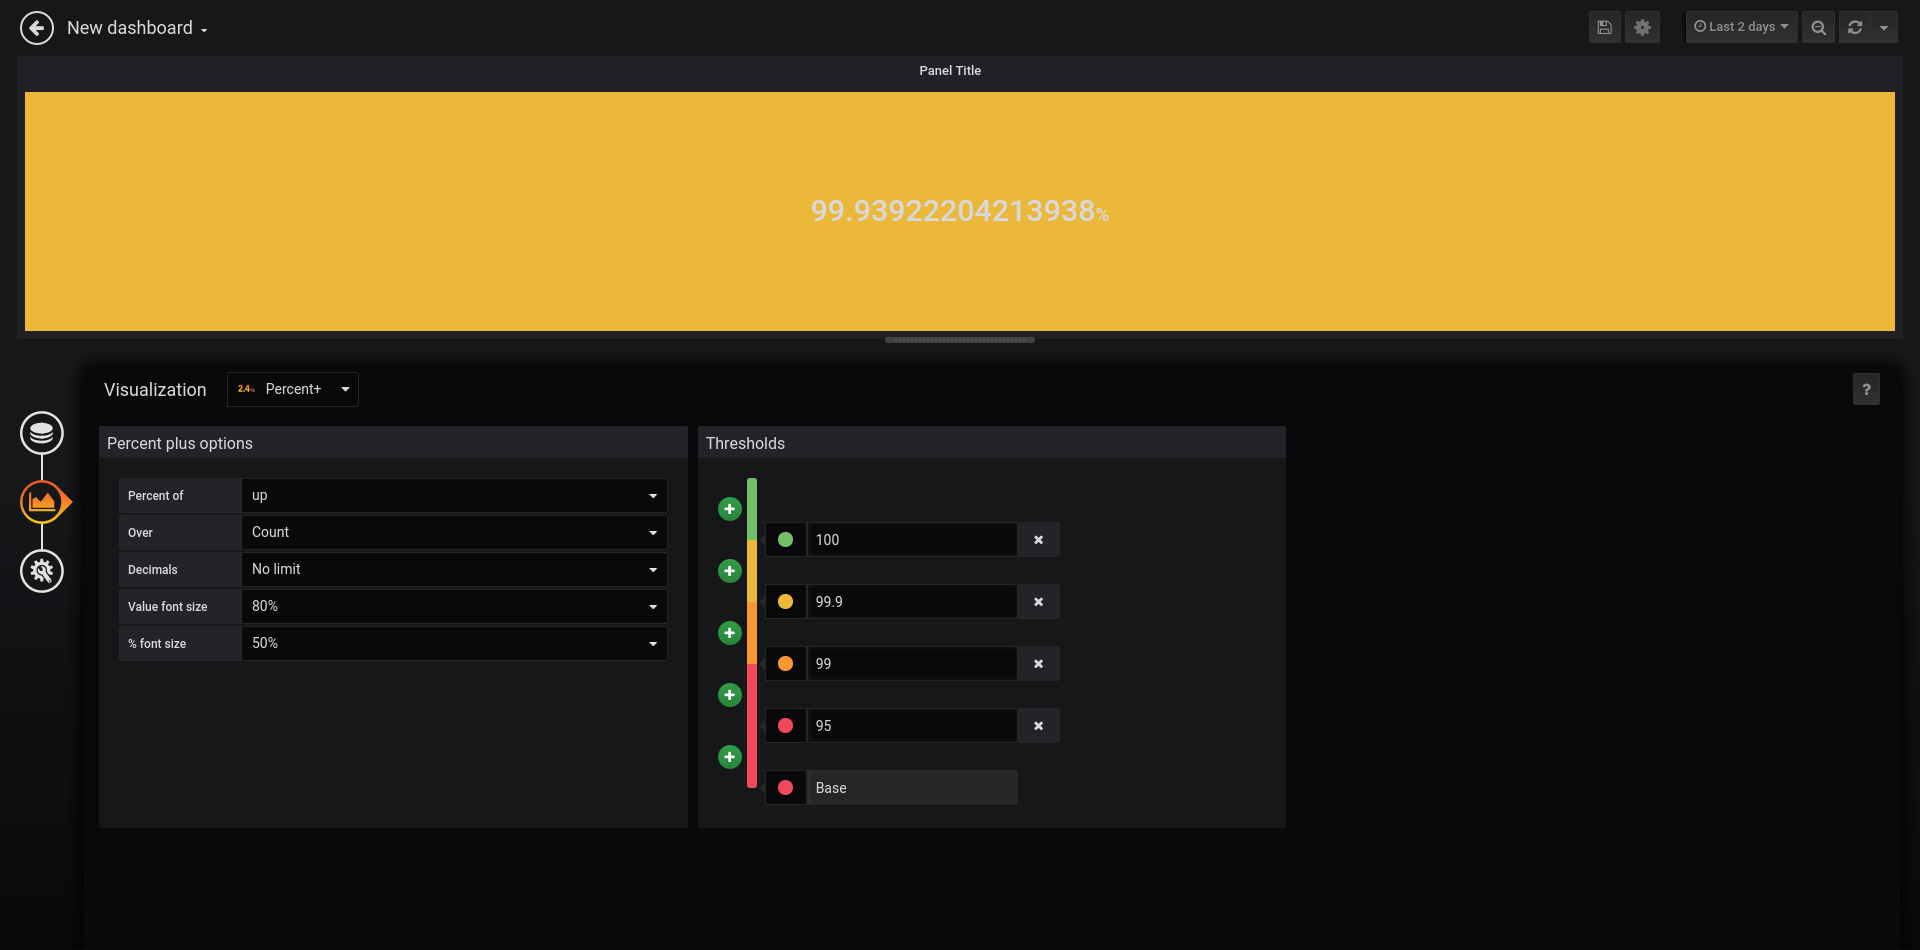 New dashboard
Last 2 days
Panel Title
99.93922204213938%
Visualization
2.4% Percent+
?
Percent plus options
Thresholds
Percent of up
Over Count
Decimals No limit
Value font size 80%
% font size 50%
100
99.9
99
95
Base